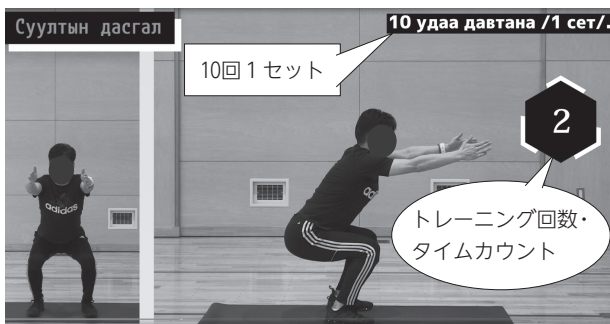 Суултын дасгал
10 удаа давтана /1 сет/.
10回1セット
2
トレーニング回数・
タイムカウント
adidas
adidas